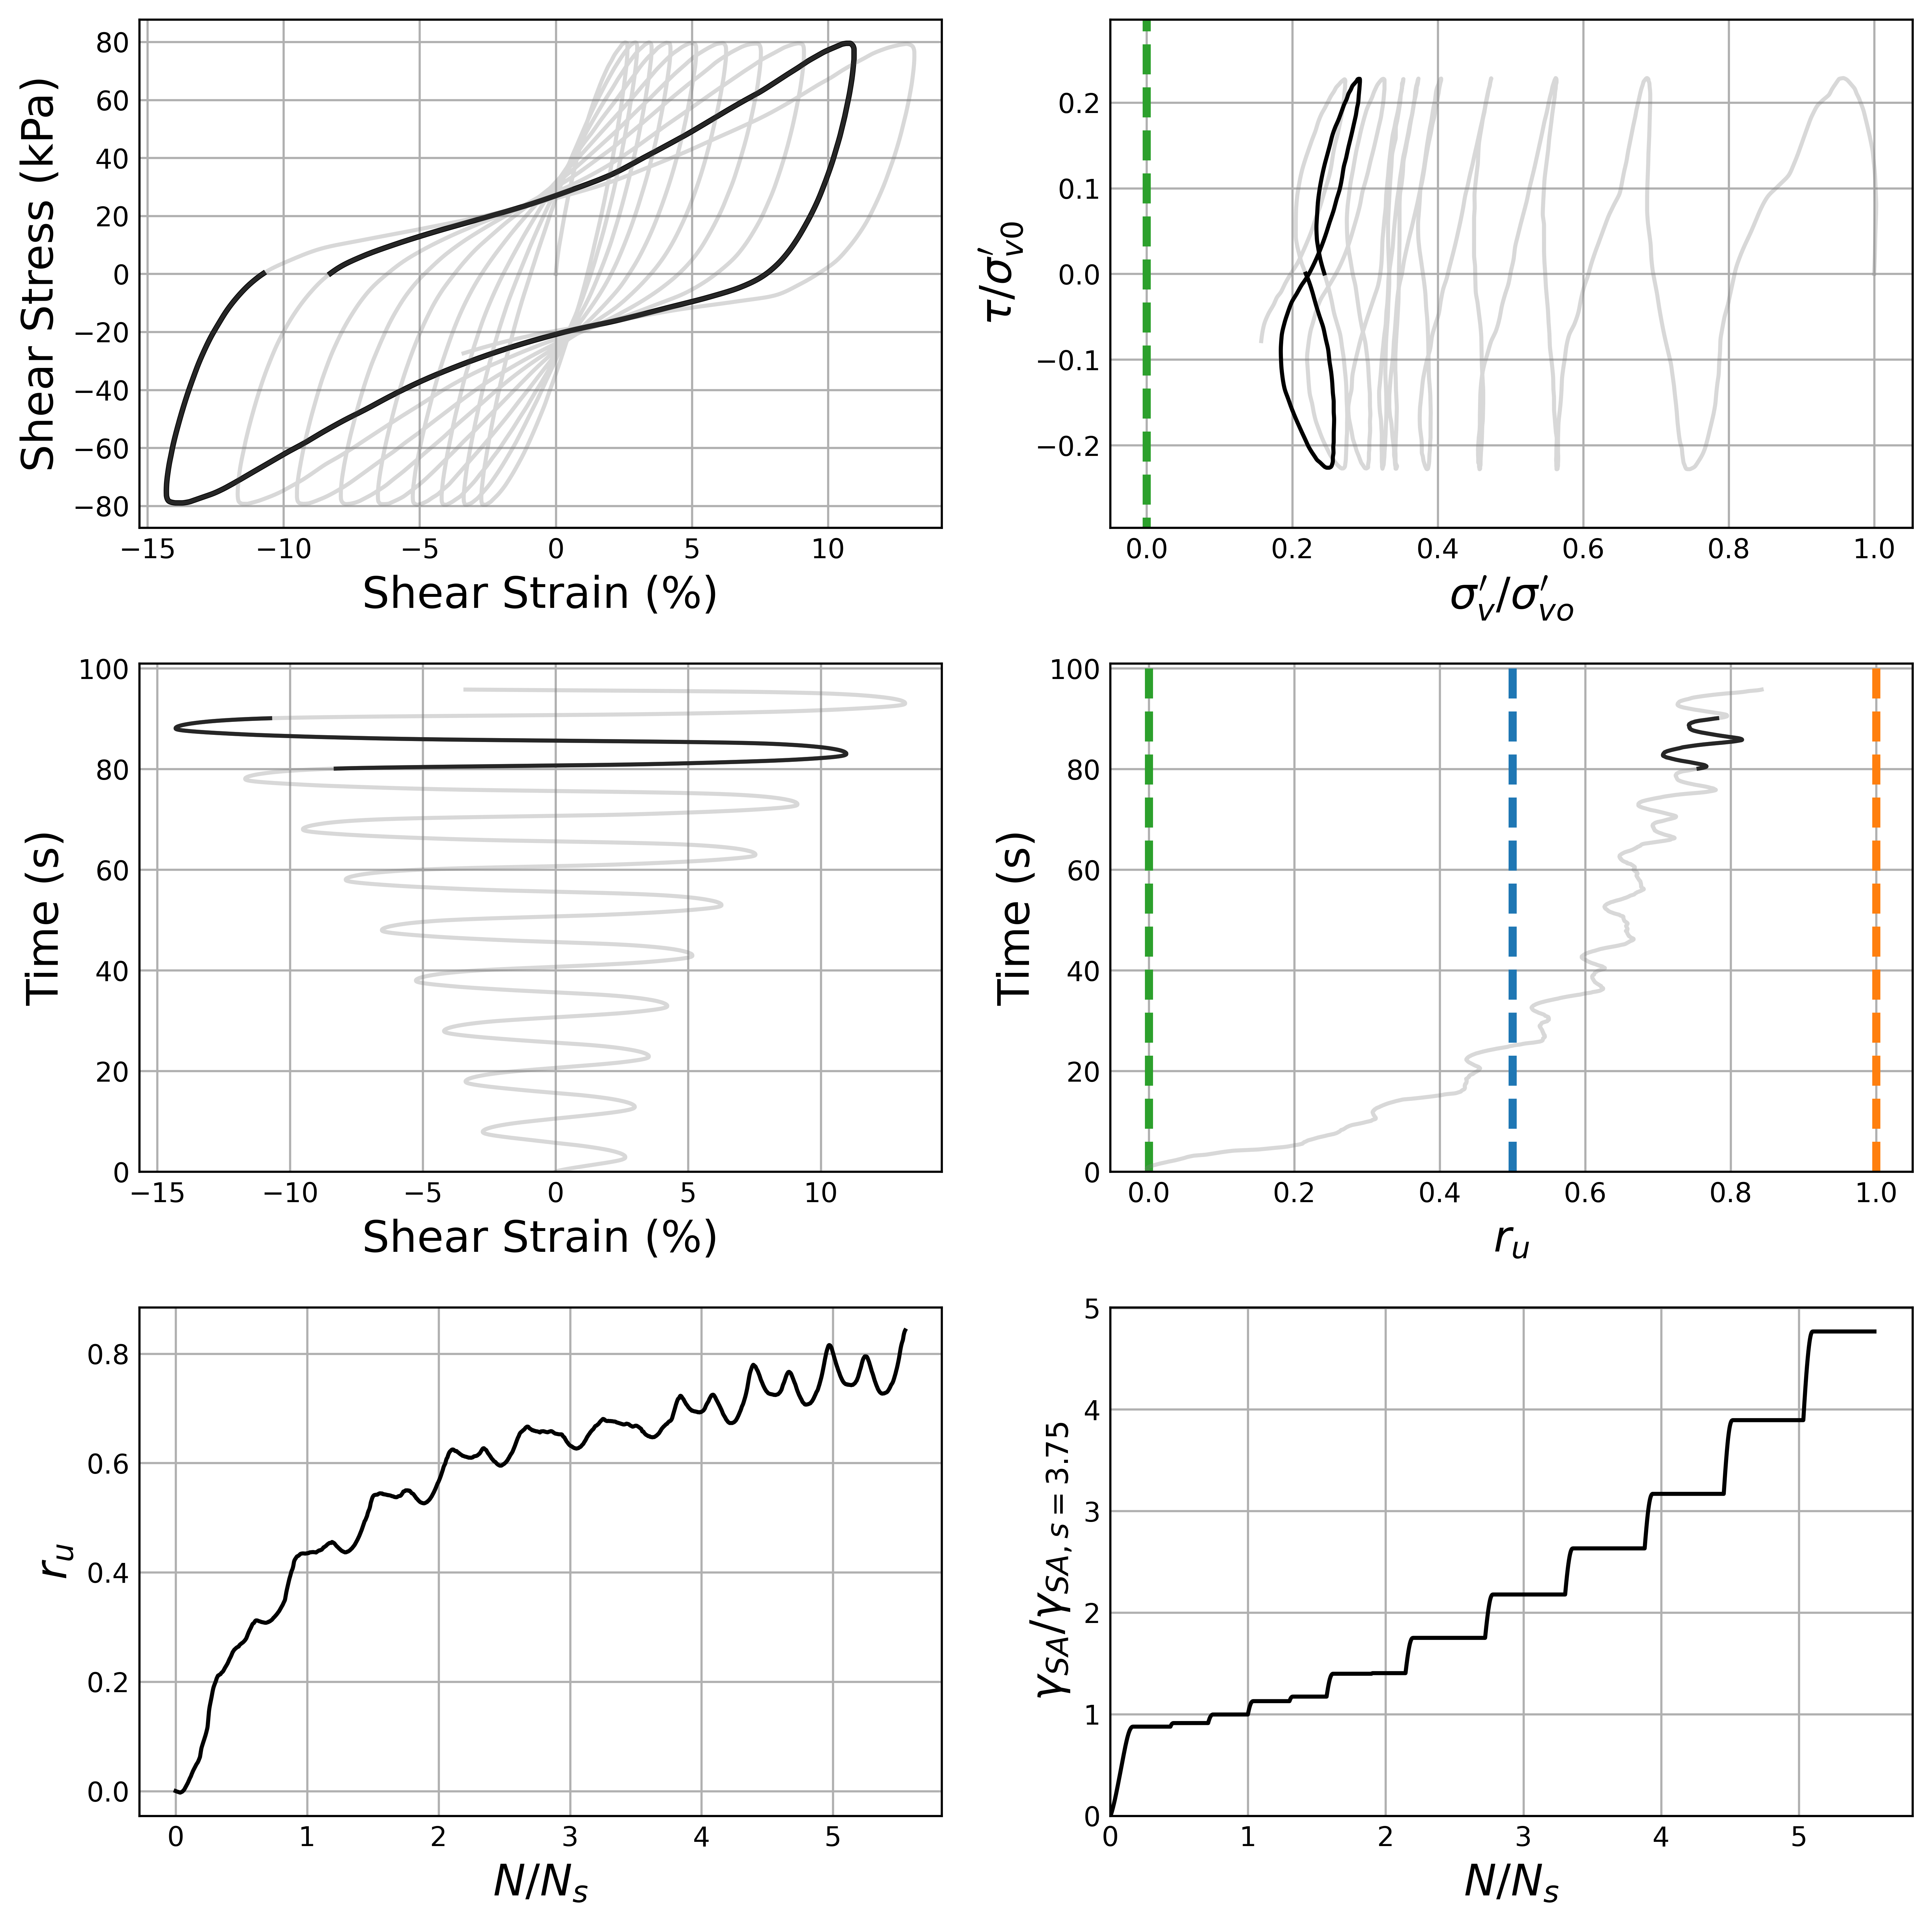 80
60
40
20
0
−20
−40
−60
−80
Shear Stress (kPa)
−15 −10 −5 0 5 10
Shear Strain (%)
0.2
0.1
0.0
−0.1
−0.2
τ/σ′v0
0.0 0.2 0.4 0.6 0.8 1.0
σ′v/σ′vo
100
80
60
40
20
0
Time (s)
−15 −10 −5 0 5 10
Shear Strain (%)
100
80
60
40
20
0
Time (s)
0.0 0.2 0.4 0.6 0.8 1.0
ru
0.8
0.6
0.4
0.2
0.0
ru
0 1 2 3 4 5
N/Ns
5
4
3
2
1
0
γSA/γSA, s = 3.75
0 1 2 3 4 5
N/Ns